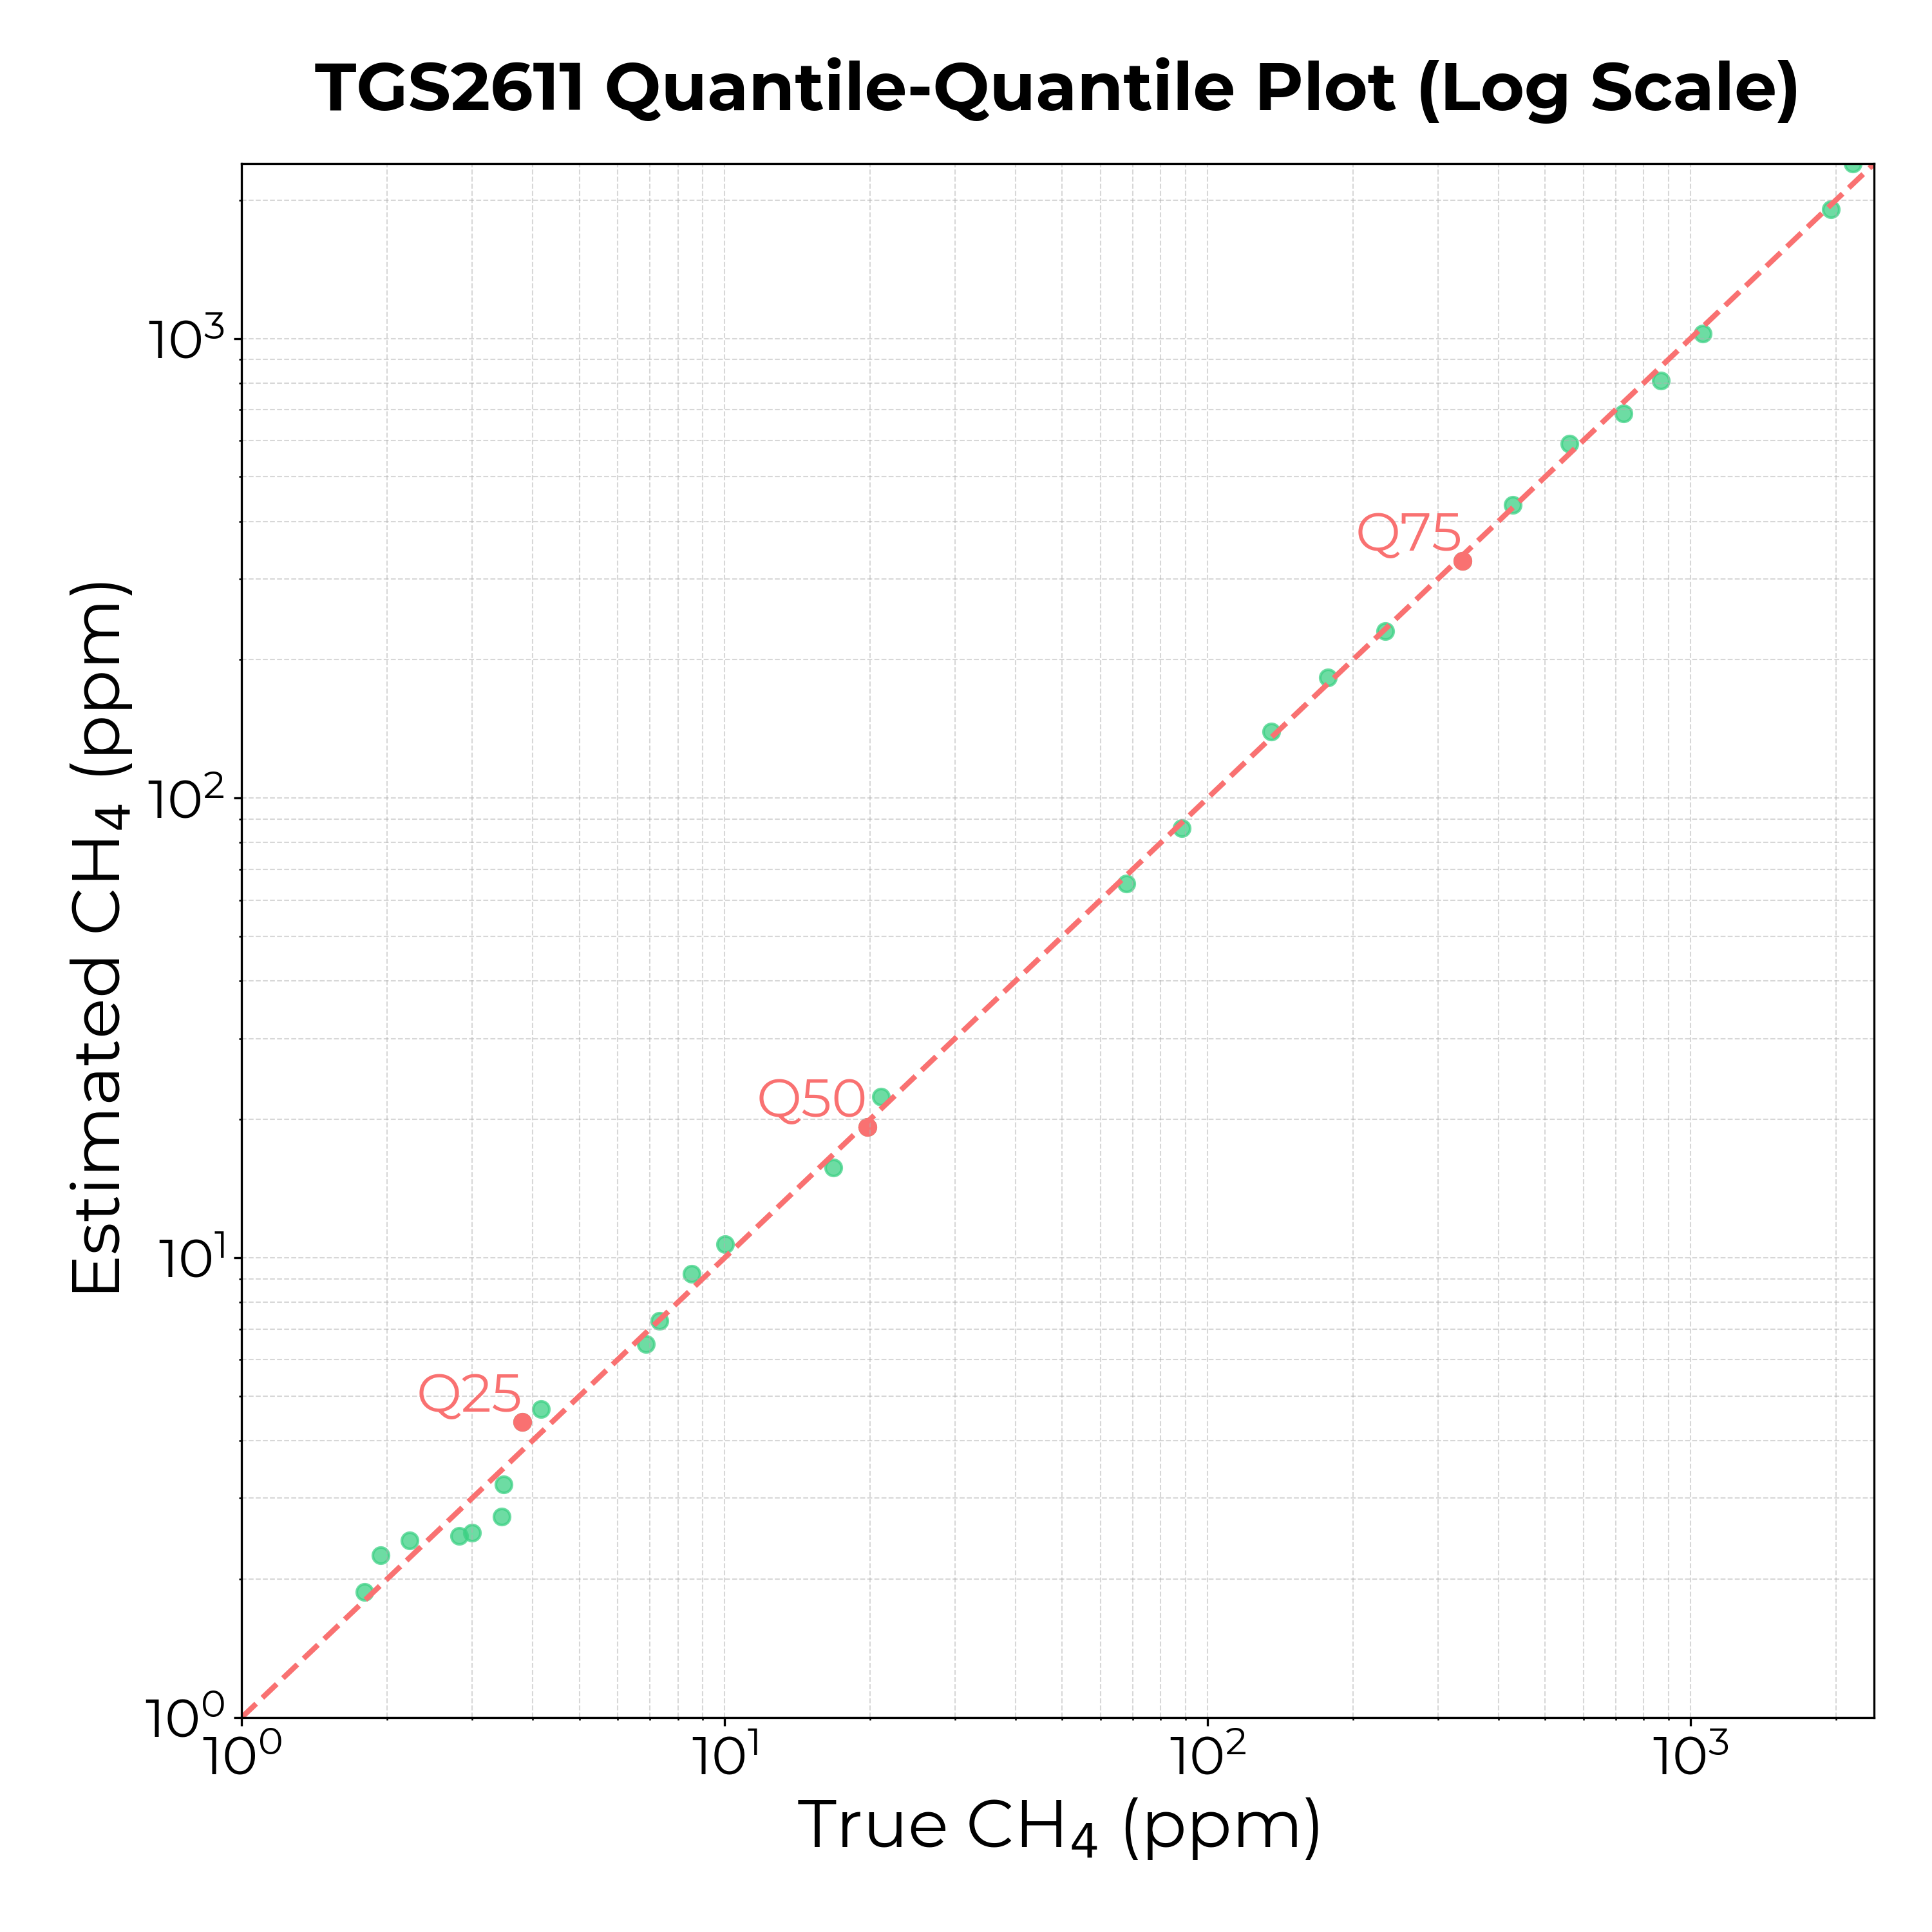 TGS2611 Quantile-Quantile Plot (Log Scale)
Estimated CH₄ (ppm)
10³
10²
10¹
10⁰
Q75
Q50
Q25
10⁰ 10¹ 10² 10³
True CH₄ (ppm)